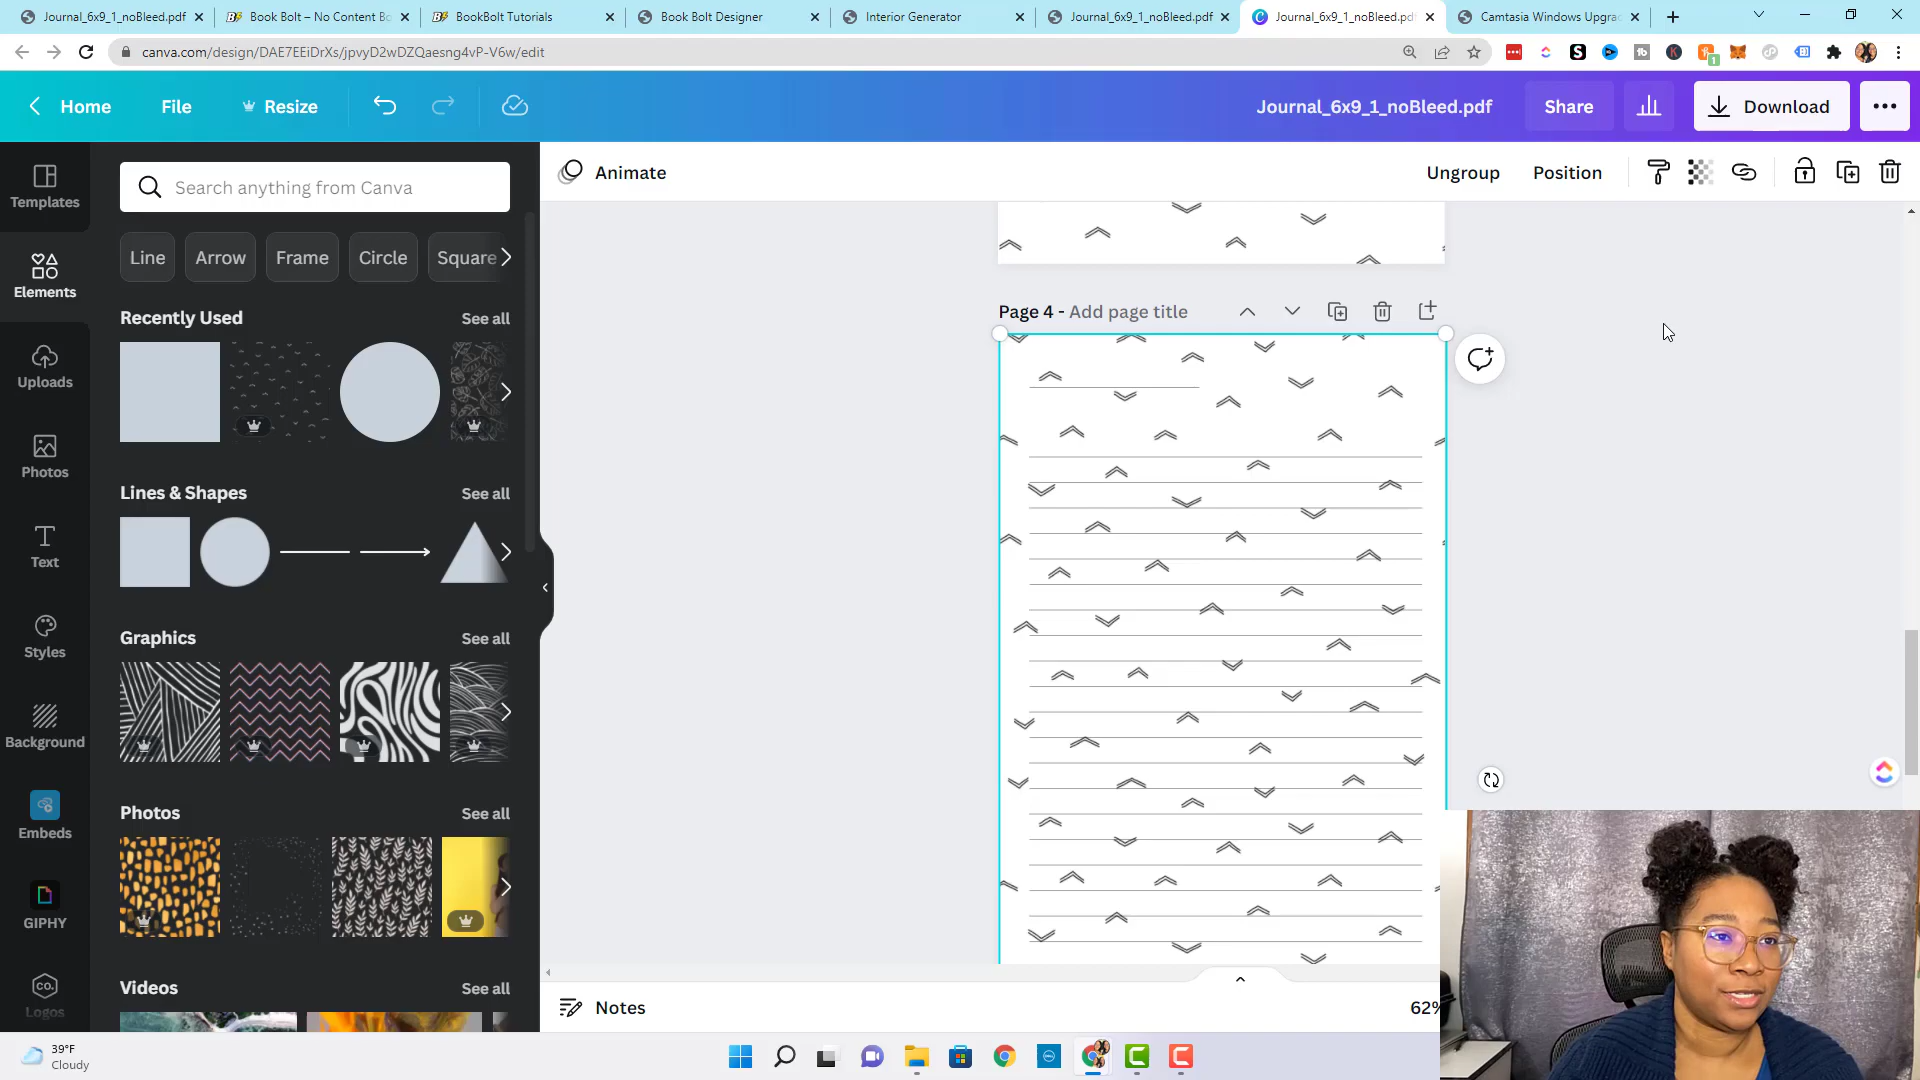 Journal_6x9_1_noBleed.pdf
Book Bolt – No Content Bo
BookBolt Tutorials
Book Bolt Designer
Interior Generator
Journal_6x9_1_noBleed.pdf
Journal_6x9_1_noBleed.pdf
Camtasia Windows Upgra
canva.com/design/DAE7EEiDrXs/jpvyD2wDZQaesng4vP-V6w/edit
Home
File
Resize
Journal_6x9_1_noBleed.pdf
Share
Download
Templates
Elements
Uploads
Photos
Text
Styles
Background
Embeds
GIPHY
CO.
Logos
Search anything from Canva
Line
Arrow
Frame
Circle
Square
Recently Used
See all
Lines & Shapes
See all
Graphics
See all
Photos
See all
Videos
See all
Animate
Ungroup
Position
Page 4 - Add page title
Notes
62%
39°F
Cloudy